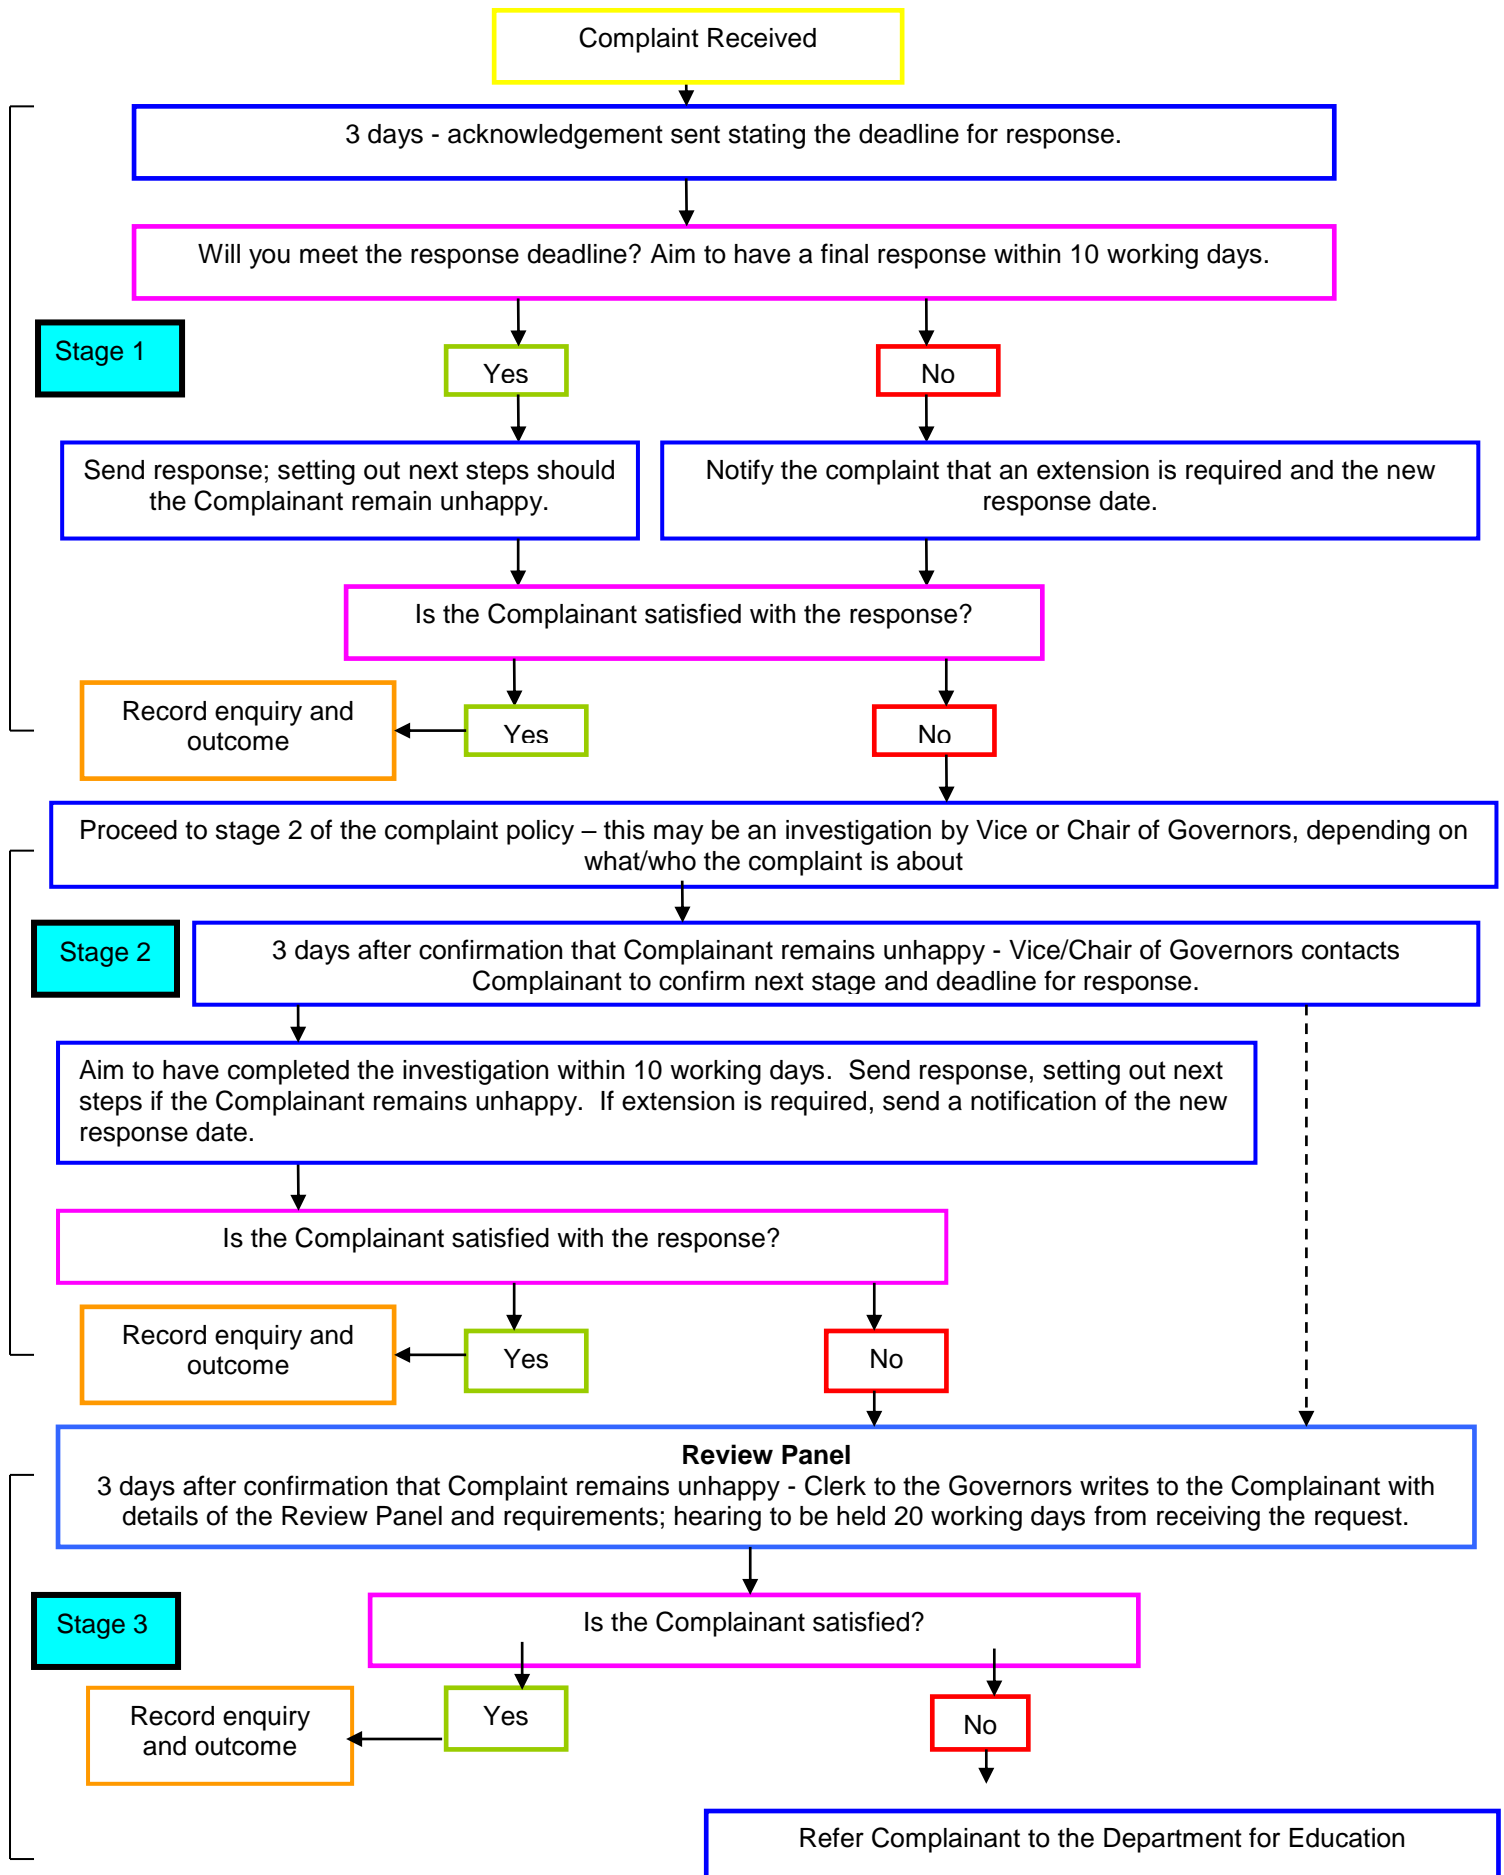 Complaint Received
3 days - acknowledgement sent stating the deadline for response.
Will you meet the response deadline? Aim to have a final response within 10 working days.
Stage 1
Yes
No
Send response; setting out next steps should
the Complainant remain unhappy.
Notify the complaint that an extension is required and the new
response date.
Is the Complainant satisfied with the response?
Record enquiry and
outcome
Yes
No
Proceed to stage 2 of the complaint policy – this may be an investigation by Vice or Chair of Governors, depending on
what/who the complaint is about
Stage 2
3 days after confirmation that Complainant remains unhappy - Vice/Chair of Governors contacts
Complainant to confirm next stage and deadline for response.
Aim to have completed the investigation within 10 working days.  Send response, setting out next
steps if the Complainant remains unhappy.  If extension is required, send a notification of the new
response date.
Is the Complainant satisfied with the response?
Record enquiry and
outcome
Yes
No
Review Panel
3 days after confirmation that Complaint remains unhappy - Clerk to the Governors writes to the Complainant with
details of the Review Panel and requirements; hearing to be held 20 working days from receiving the request.
Stage 3
Is the Complainant satisfied?
Record enquiry
and outcome
Yes
No
Refer Complainant to the Department for Education